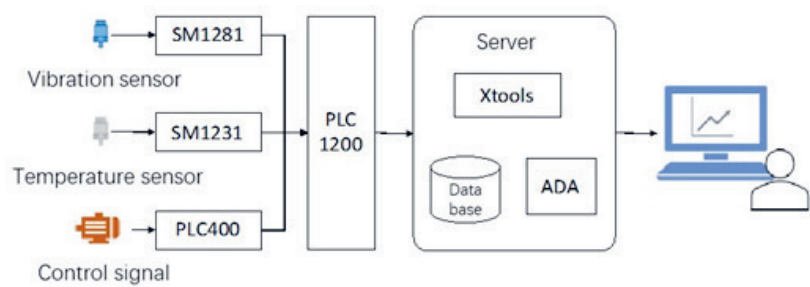 SM1281
Vibration sensor
SM1231
Temperature sensor
PLC400
Control signal
PLC
1200
Server
Xtools
Data
base
ADA